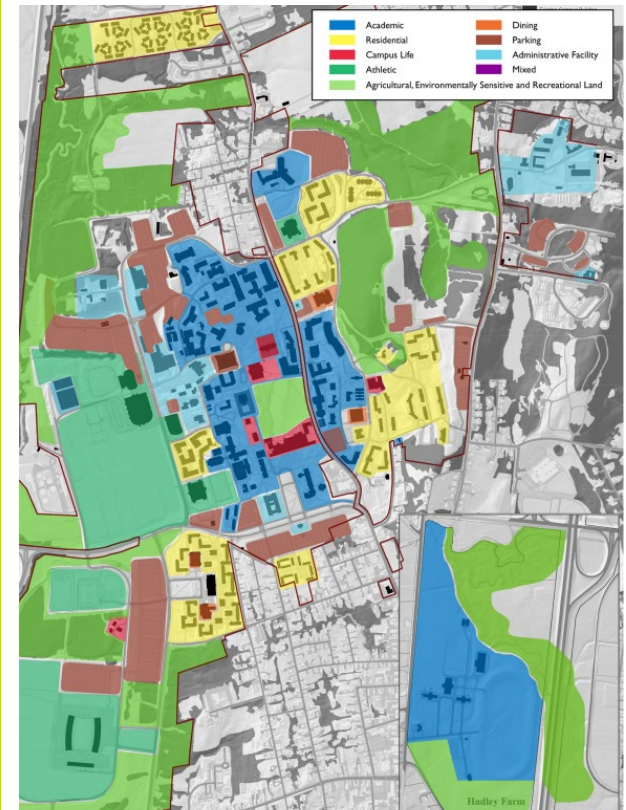 Academic
Residential
Campus Life
Athletic
Agricultural, Environmentally Sensitive and Recreational Land
Dining
Parking
Administrative Facility
Mixed
Hadley Farm